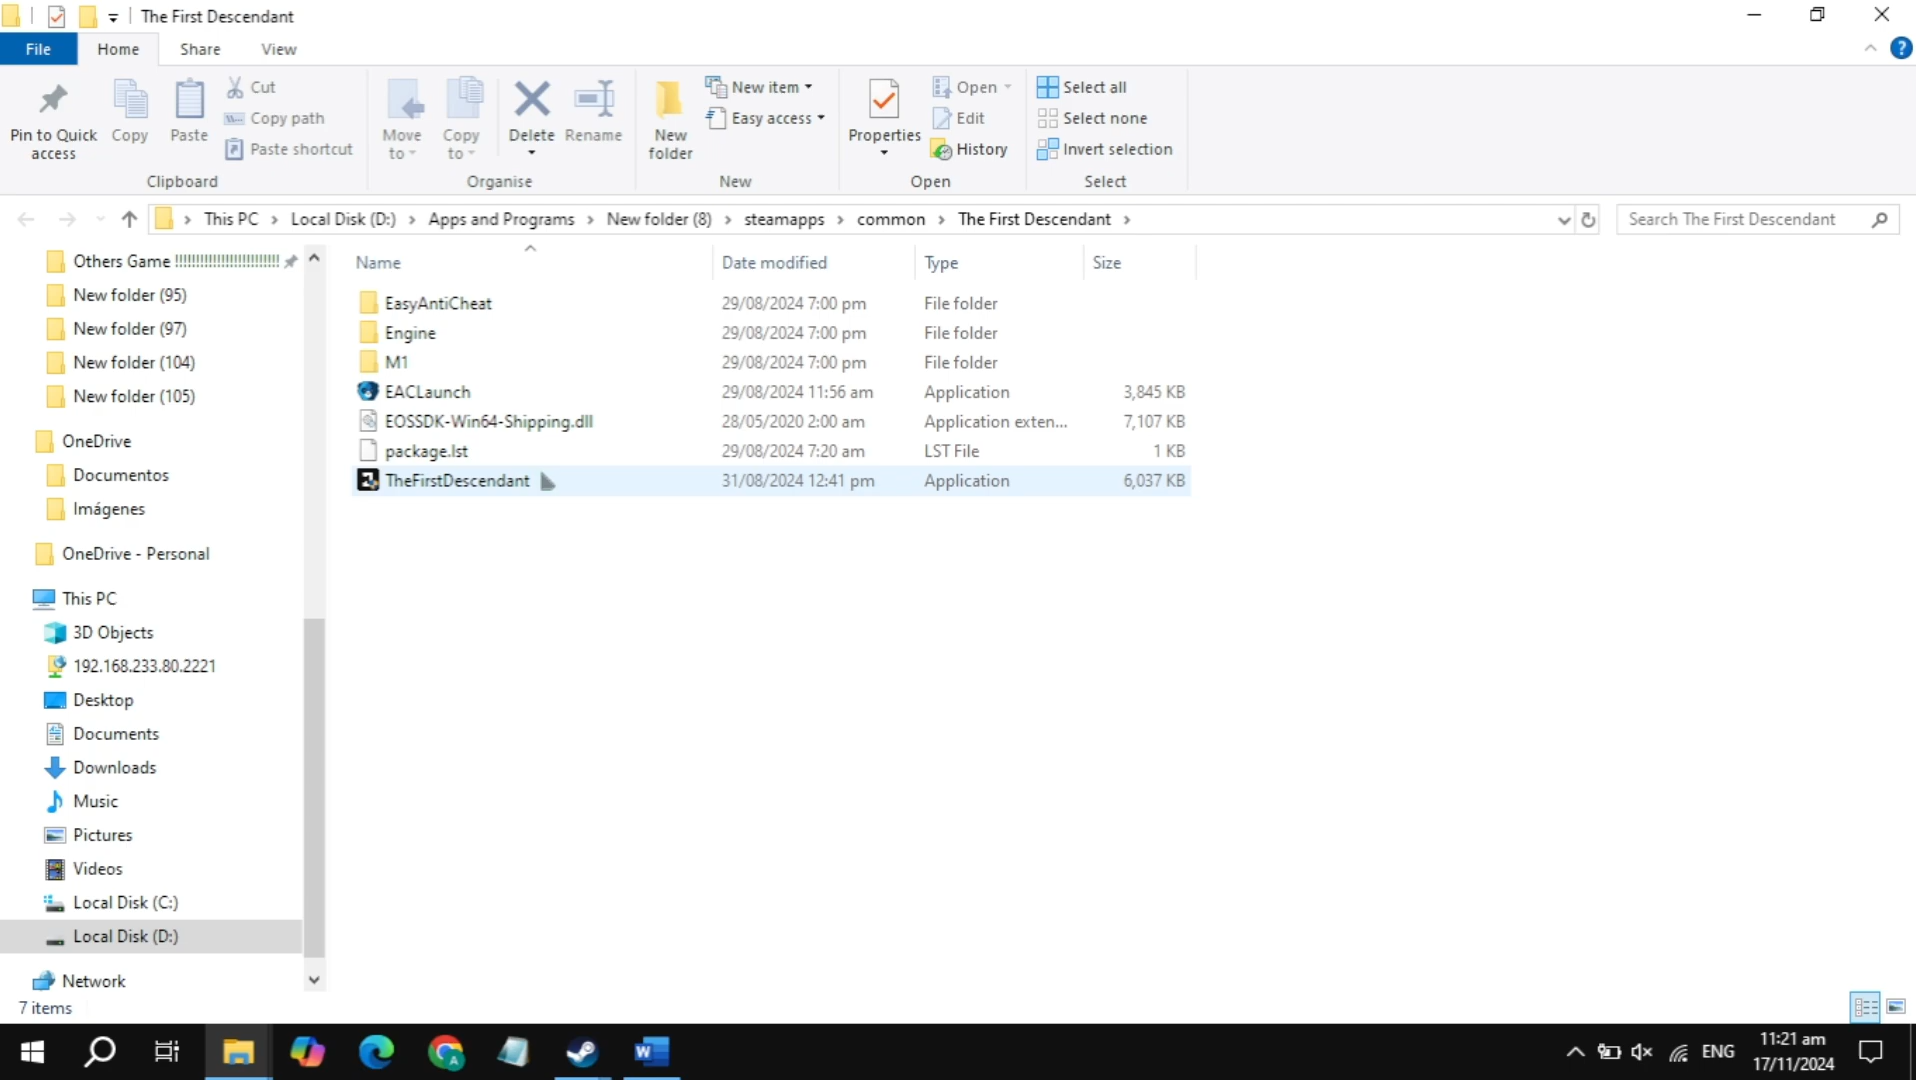 The First Descendant
File Home Share View
Pin to Quick access
Copy
Paste
Cut
Copy path
Paste shortcut
Clipboard
Move to
Copy to
Delete
Rename
Organise
New folder
New item
Easy access
New
Properties
Open
Edit
History
Open
Select all
Select none
Invert selection
Select
This PC > Local Disk (D:) > Apps and Programs > New folder (8) > steamapps > common > The First Descendant >
Search The First Descendant
Others Game !!!!!!!!!!!!!!!!!!!!!!!!!
New folder (95)
New folder (97)
New folder (104)
New folder (105)
OneDrive
Documentos
Imágenes
OneDrive - Personal
This PC
3D Objects
192.168.233.80.2221
Desktop
Documents
Downloads
Music
Pictures
Videos
Local Disk (C:)
Local Disk (D:)
Network
Name Date modified Type Size
EasyAntiCheat 29/08/2024 7:00 pm File folder
Engine 29/08/2024 7:00 pm File folder
M1 29/08/2024 7:00 pm File folder
EACLaunch 29/08/2024 11:56 am Application 3,845 KB
EOSSDK-Win64-Shipping.dll 28/05/2020 2:00 am Application exten... 7,107 KB
package.lst 29/08/2024 7:20 am LST File 1 KB
TheFirstDescendant 31/08/2024 12:41 pm Application 6,037 KB
7 items
ENG
11:21 am
17/11/2024